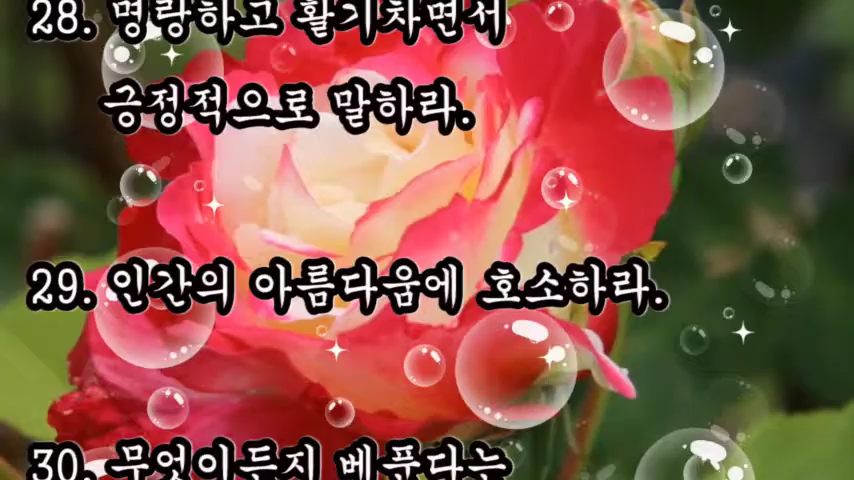 28. 명랑하고 활기차면서
긍정적으로 말하라.
29. 인간의 아름다움에 호소하라.
30. 무엇이든지 베푼다는